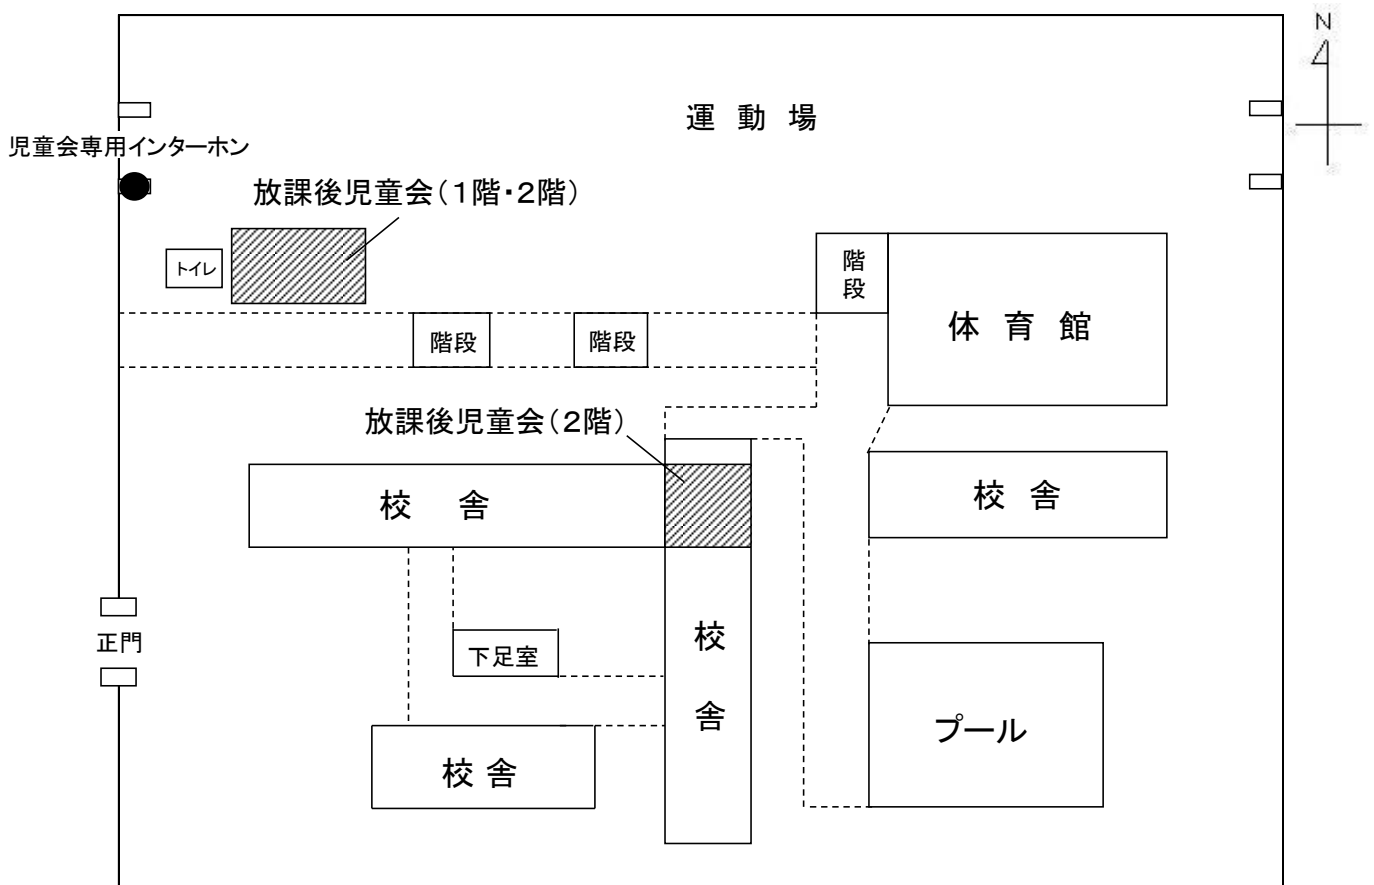 N
運動場
児童会専用インターホン
放課後児童会(1階・2階)
トイレ
階段
体育館
階段
階段
放課後児童会(2階)
校舎
校舎
校舎
下足室
正門
プール
校舎